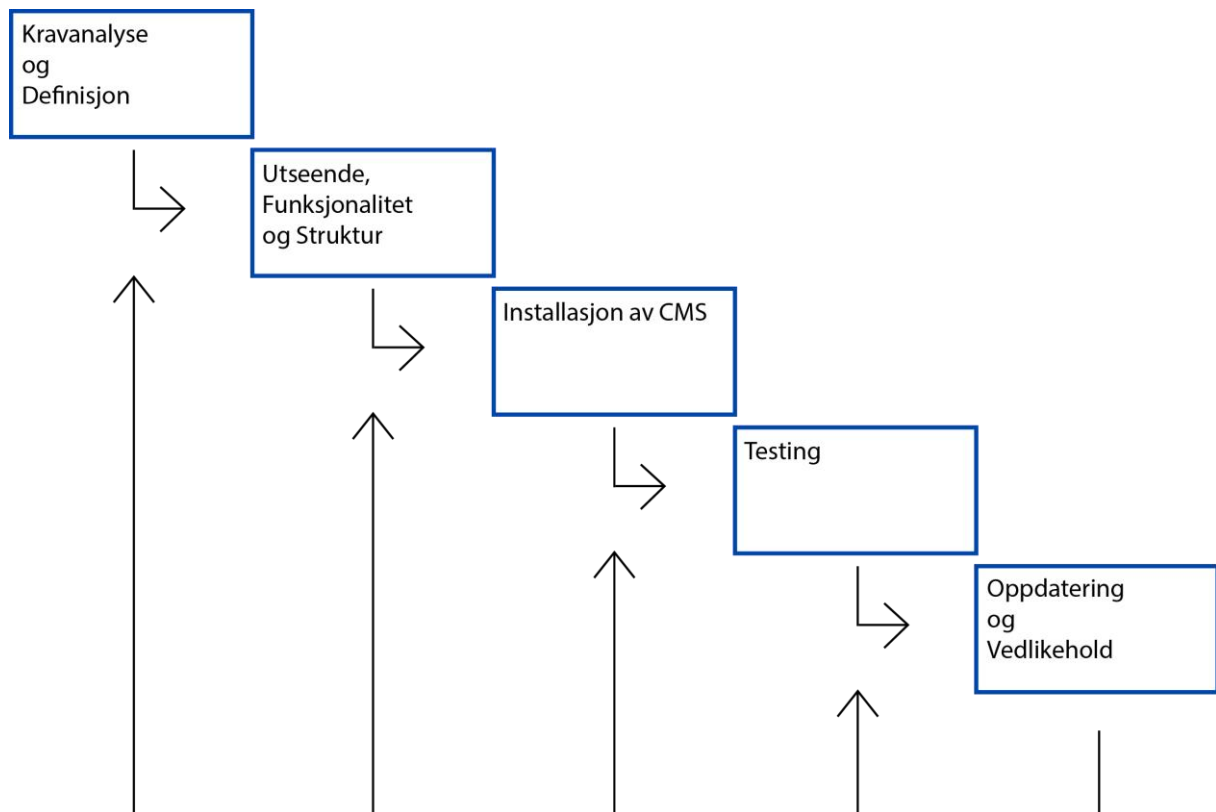 Kravanalyse
og
Definisjon
Utseende,
Funksjonalitet
og Struktur
Installasjon av CMS
Testing
Oppdatering
og
Vedlikehold